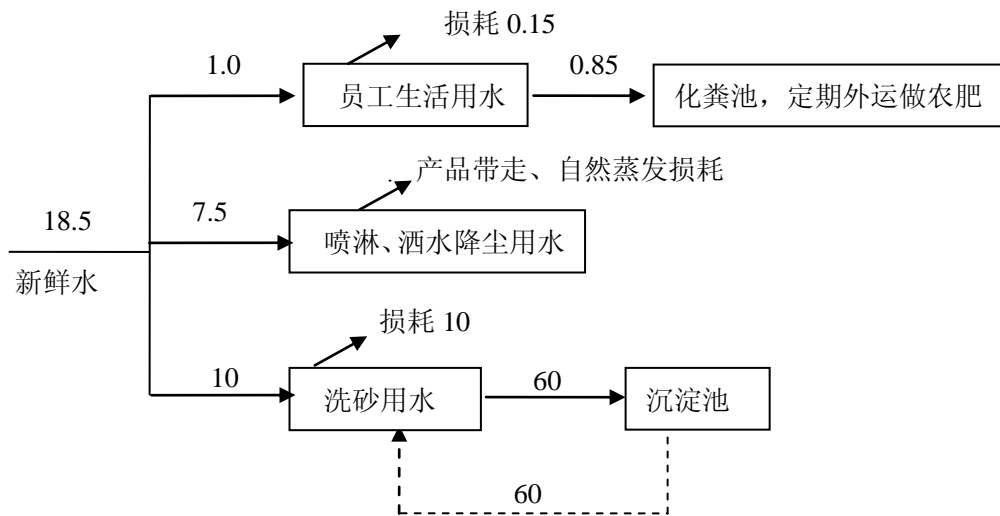 损耗 0.15
1.0
员工生活用水
0.85
化粪池，定期外运做农肥
产品带走、自然蒸发损耗
18.5
7.5
喷淋、洒水降尘用水
新鲜水
损耗 10
10
洗砂用水
60
沉淀池
60